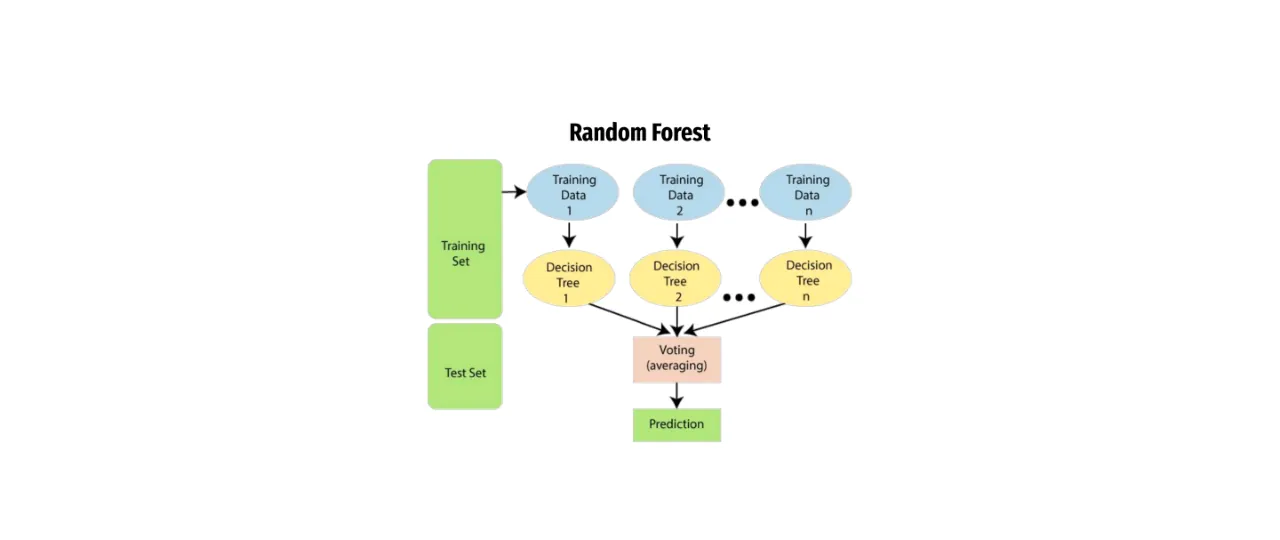 Random Forest
Training
Set
Test Set
Training
Data
1
Training
Data
2
Training
Data
n
Decision
Tree
1
Decision
Tree
2
Decision
Tree
n
Voting
(averaging)
Prediction